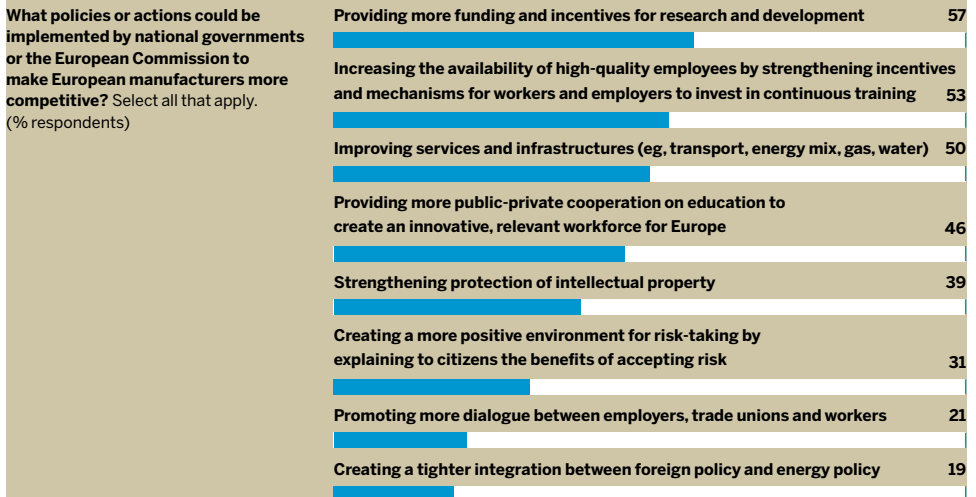 What policies or actions could be
implemented by national governments
or the European Commission to
make European manufacturers more
competitive? Select all that apply.
(% respondents)
Providing more funding and incentives for research and development 57
Increasing the availability of high-quality employees by strengthening incentives
and mechanisms for workers and employers to invest in continuous training 53
Improving services and infrastructures (eg, transport, energy mix, gas, water) 50
Providing more public-private cooperation on education to
create an innovative, relevant workforce for Europe 46
Strengthening protection of intellectual property 39
Creating a more positive environment for risk-taking by
explaining to citizens the benefits of accepting risk 31
Promoting more dialogue between employers, trade unions and workers 21
Creating a tighter integration between foreign policy and energy policy 19